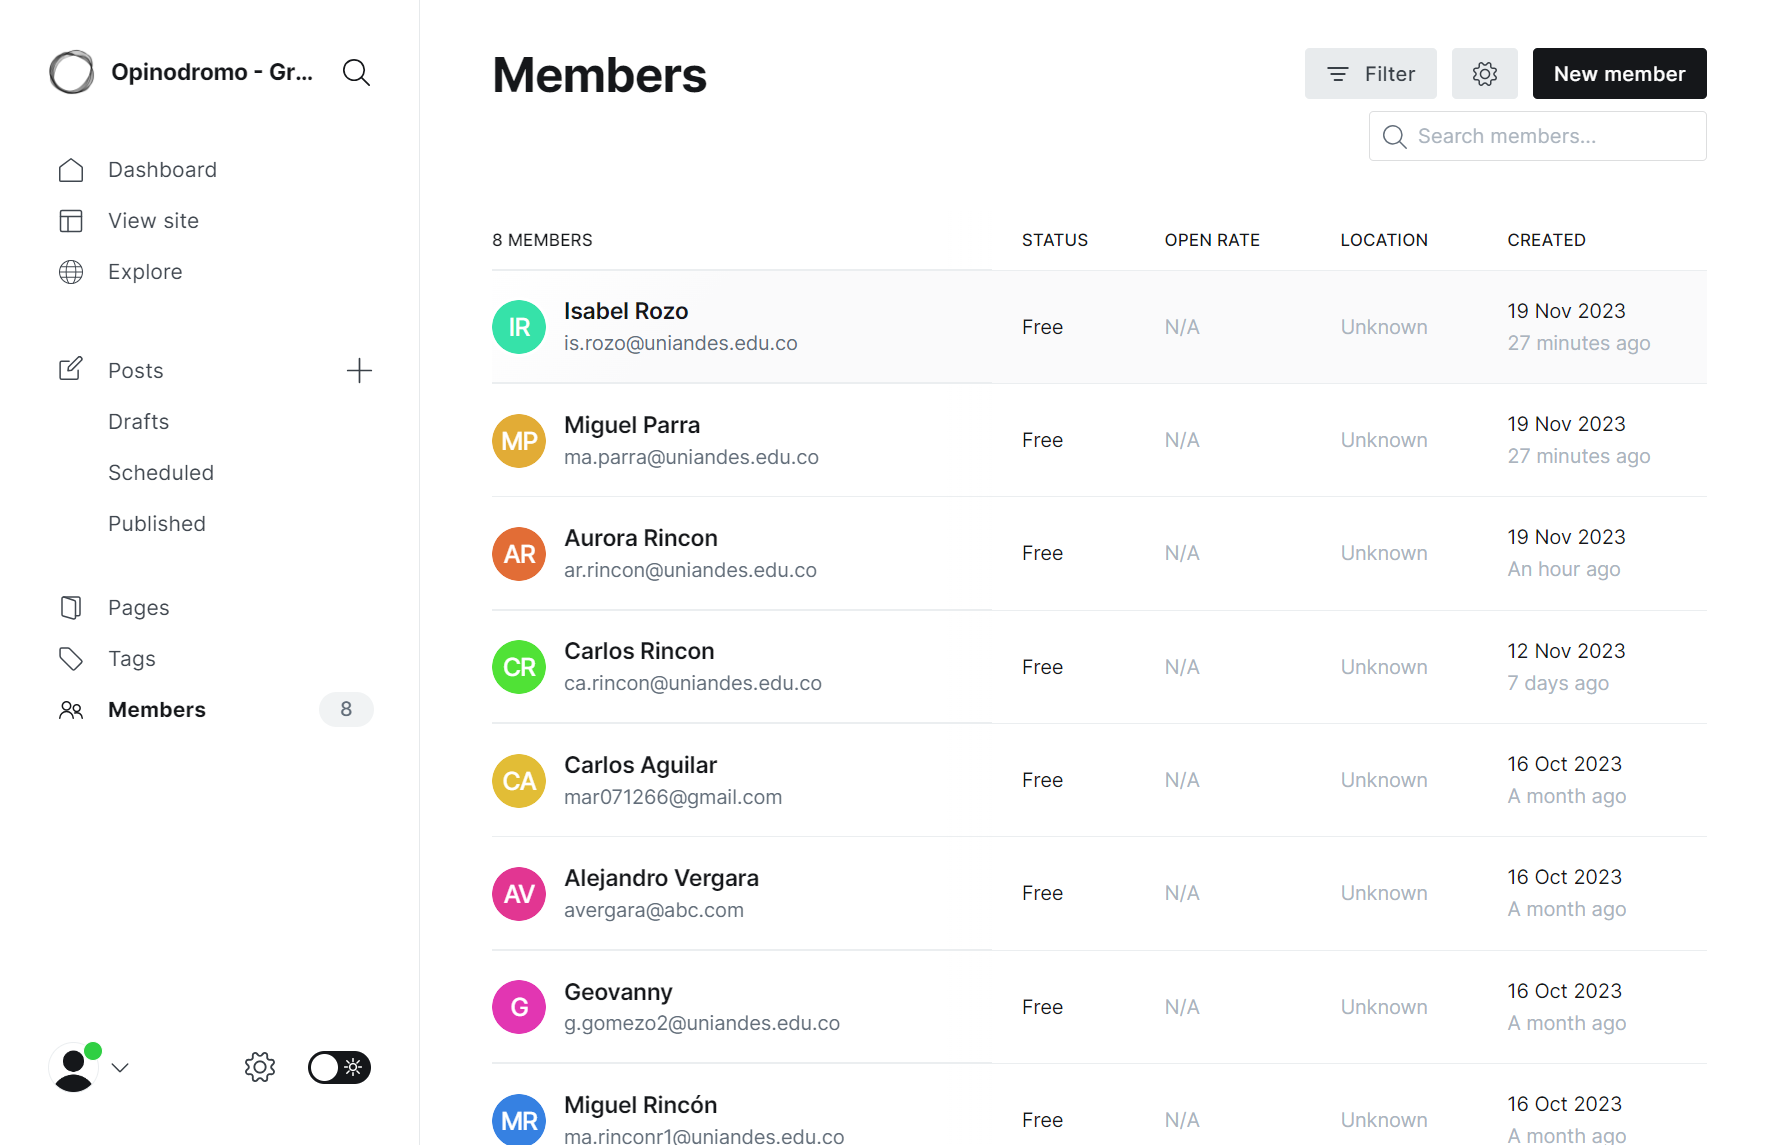 Opinodromo - Gr...
Dashboard
View site
Explore
Posts
Drafts
Scheduled
Published
Pages
Tags
Members 8
Members
Filter
New member
Search members...
8 MEMBERS STATUS OPEN RATE LOCATION CREATED
IR Isabel Rozo
is.rozo@uniandes.edu.co
Free N/A Unknown
19 Nov 2023
27 minutes ago
MP Miguel Parra
ma.parra@uniandes.edu.co
Free N/A Unknown
19 Nov 2023
27 minutes ago
AR Aurora Rincon
ar.rincon@uniandes.edu.co
Free N/A Unknown
19 Nov 2023
An hour ago
CR Carlos Rincon
ca.rincon@uniandes.edu.co
Free N/A Unknown
12 Nov 2023
7 days ago
CA Carlos Aguilar
mar071266@gmail.com
Free N/A Unknown
16 Oct 2023
A month ago
AV Alejandro Vergara
avergara@abc.com
Free N/A Unknown
16 Oct 2023
A month ago
G Geovanny
g.gomezo2@uniandes.edu.co
Free N/A Unknown
16 Oct 2023
A month ago
MR Miguel Rincón
ma.rinconr1@uniandes.edu.co
Free N/A Unknown
16 Oct 2023
A month ago